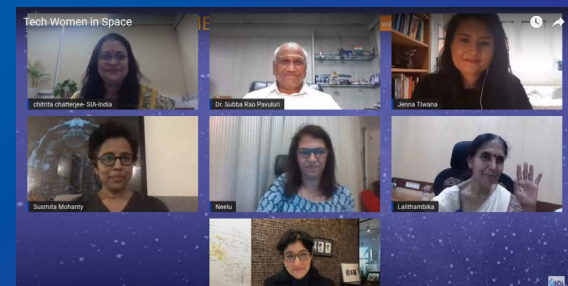 Tech Women in Space
chitrita chatterjee- SIA-India
Dr. Subba Rao Pavuluri
Jenna Tiwana
Susmita Mohanty
Neelu
Lalithambika